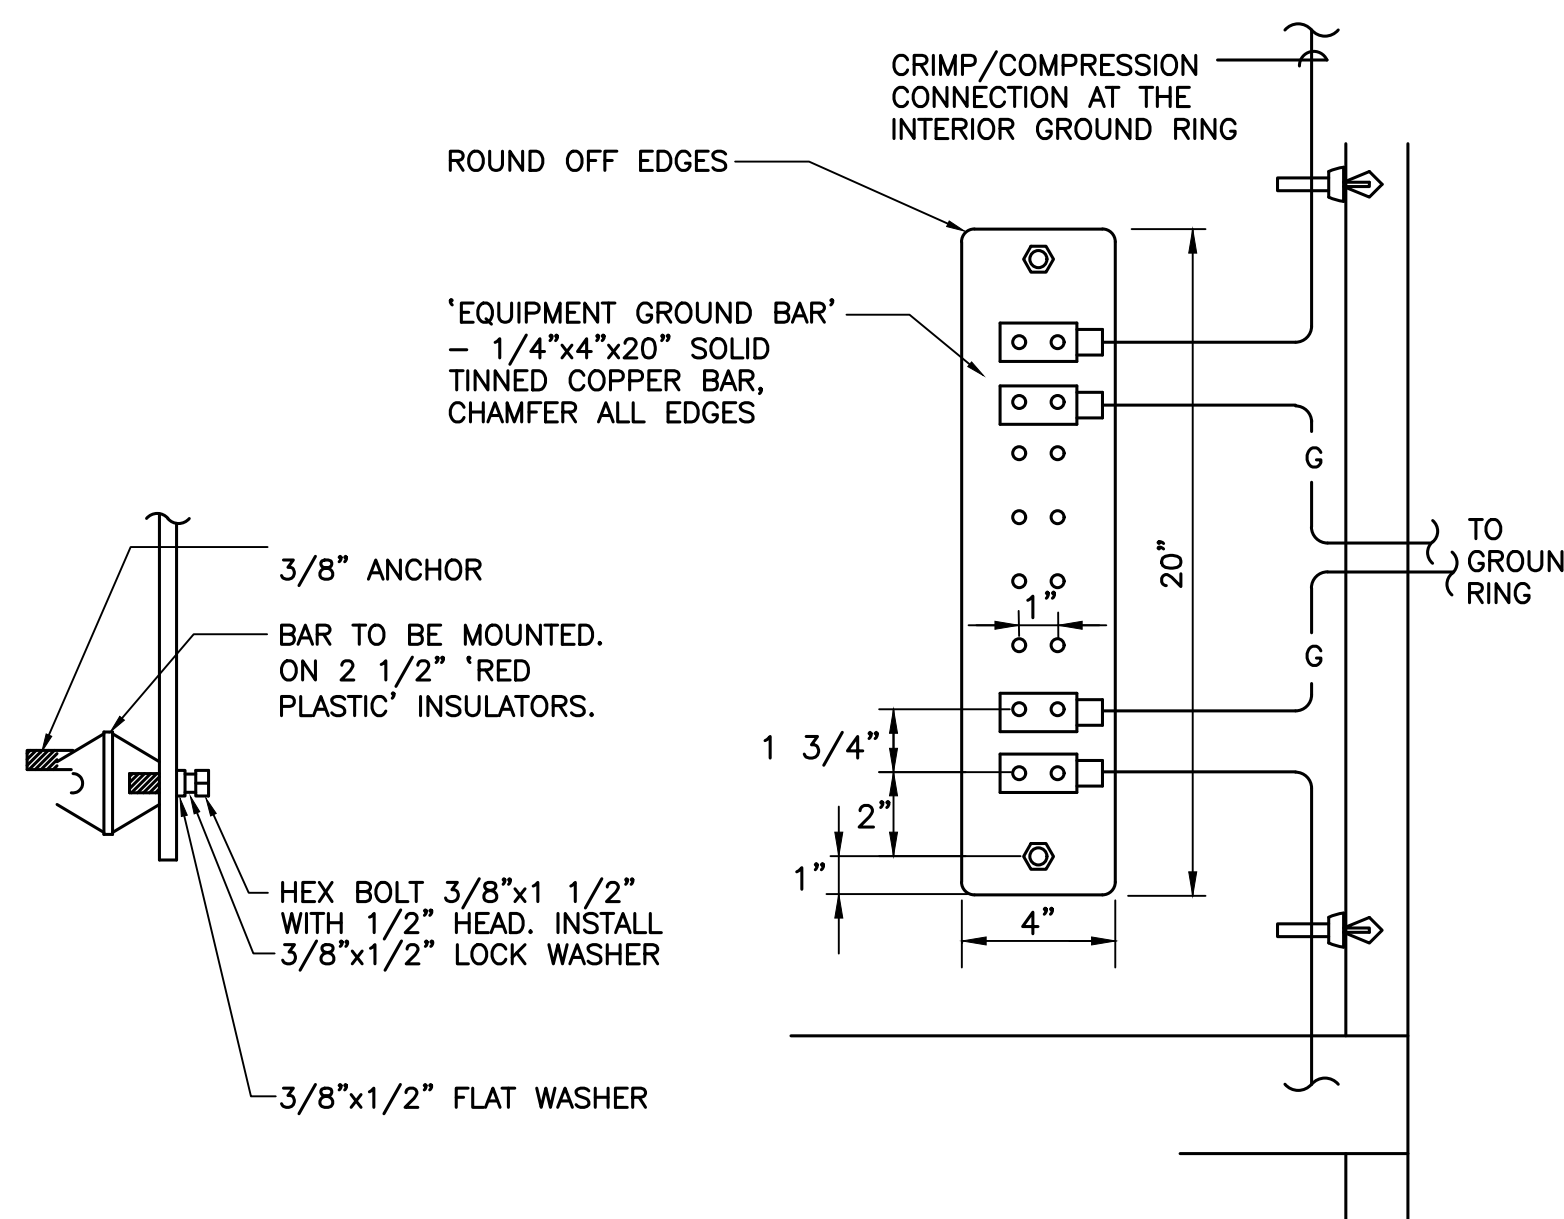 CRIMP/COMPRESSION
CONNECTION AT THE
INTERIOR GROUND RING
ROUND OFF EDGES
'EQUIPMENT GROUND BAR'
– 1/4"x4"x20" SOLID
TINNED COPPER BAR,
CHAMFER ALL EDGES
G
TO
GROUN
RING
20"
1"
G
3/8" ANCHOR
BAR TO BE MOUNTED.
ON 2 1/2" 'RED
PLASTIC' INSULATORS.
1 3/4"
2"
1"
4"
HEX BOLT 3/8"x1 1/2"
WITH 1/2" HEAD. INSTALL
3/8"x1/2" LOCK WASHER
3/8"x1/2" FLAT WASHER